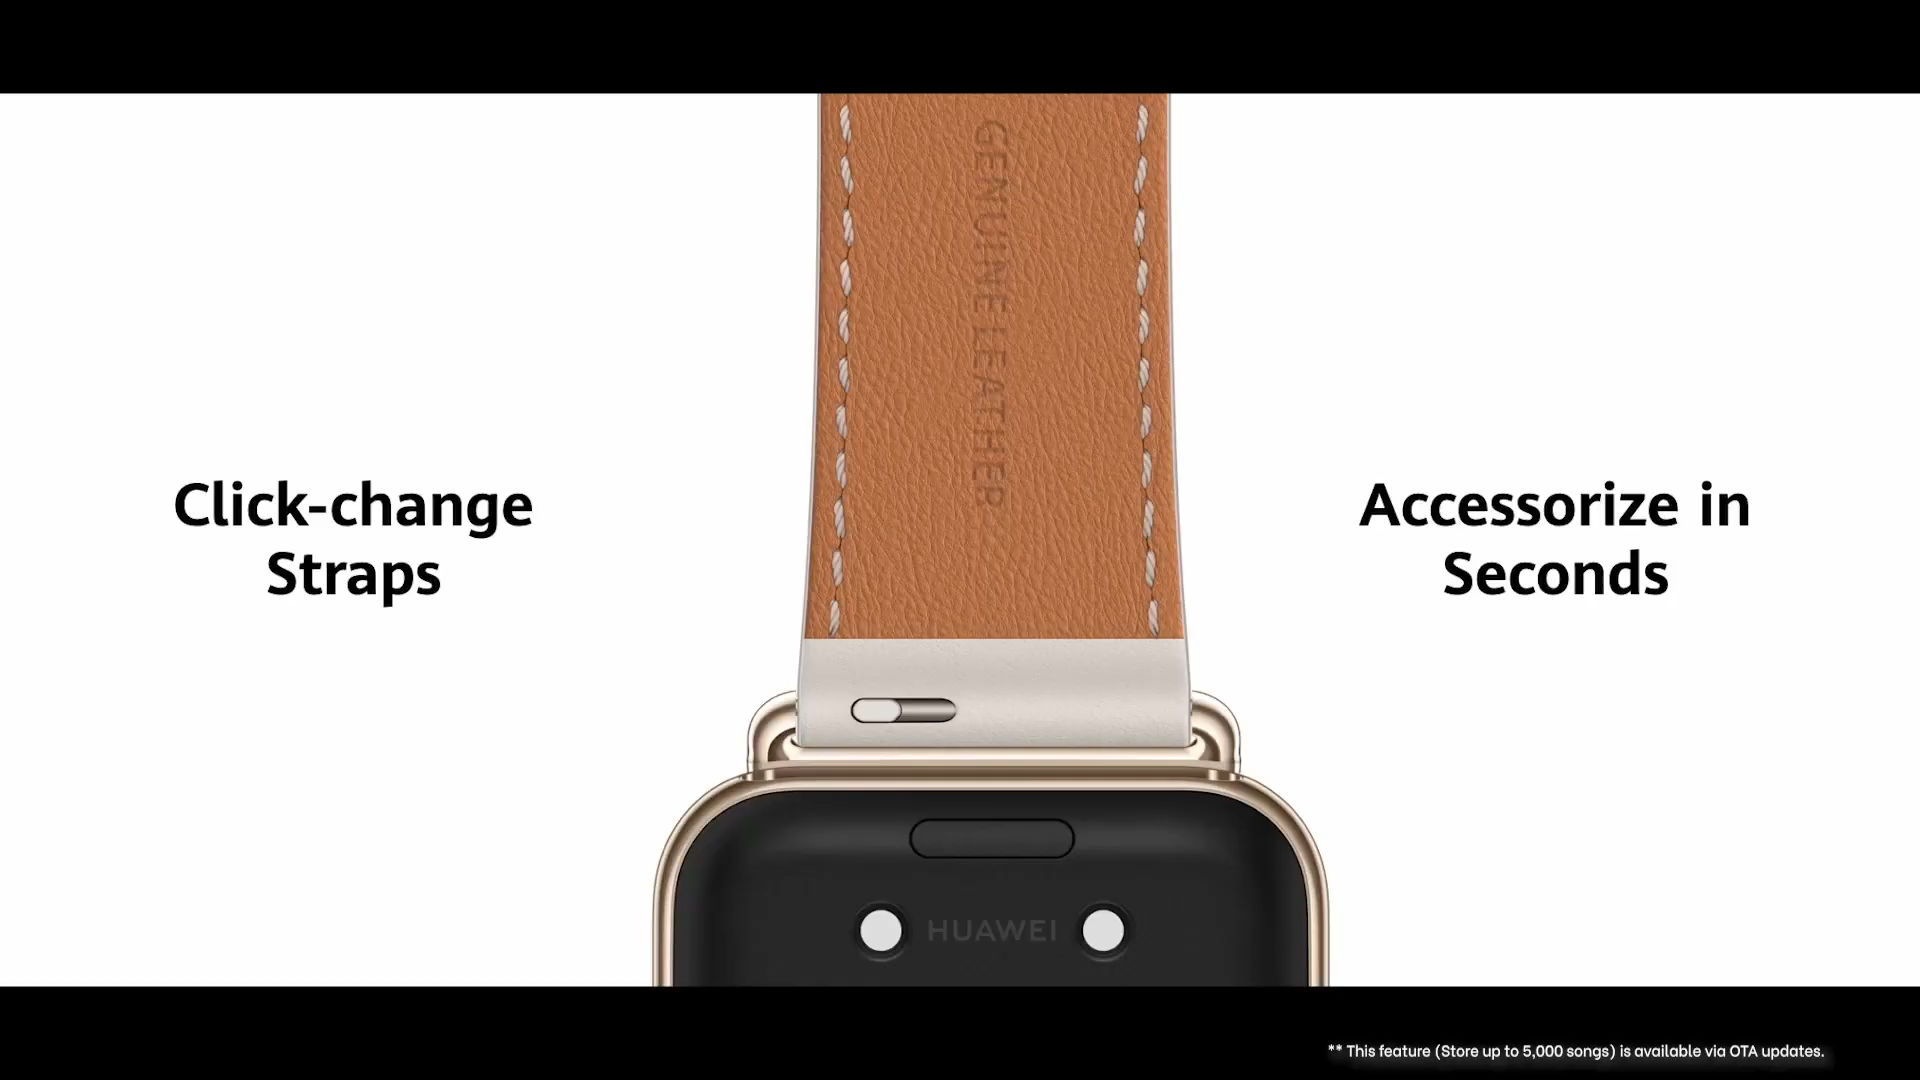 GENUINE LEATHER
Click-change
Straps
Accessorize in
Seconds
HUAWEI
** This feature (Store up to 5,000 songs) is available via OTA updates.